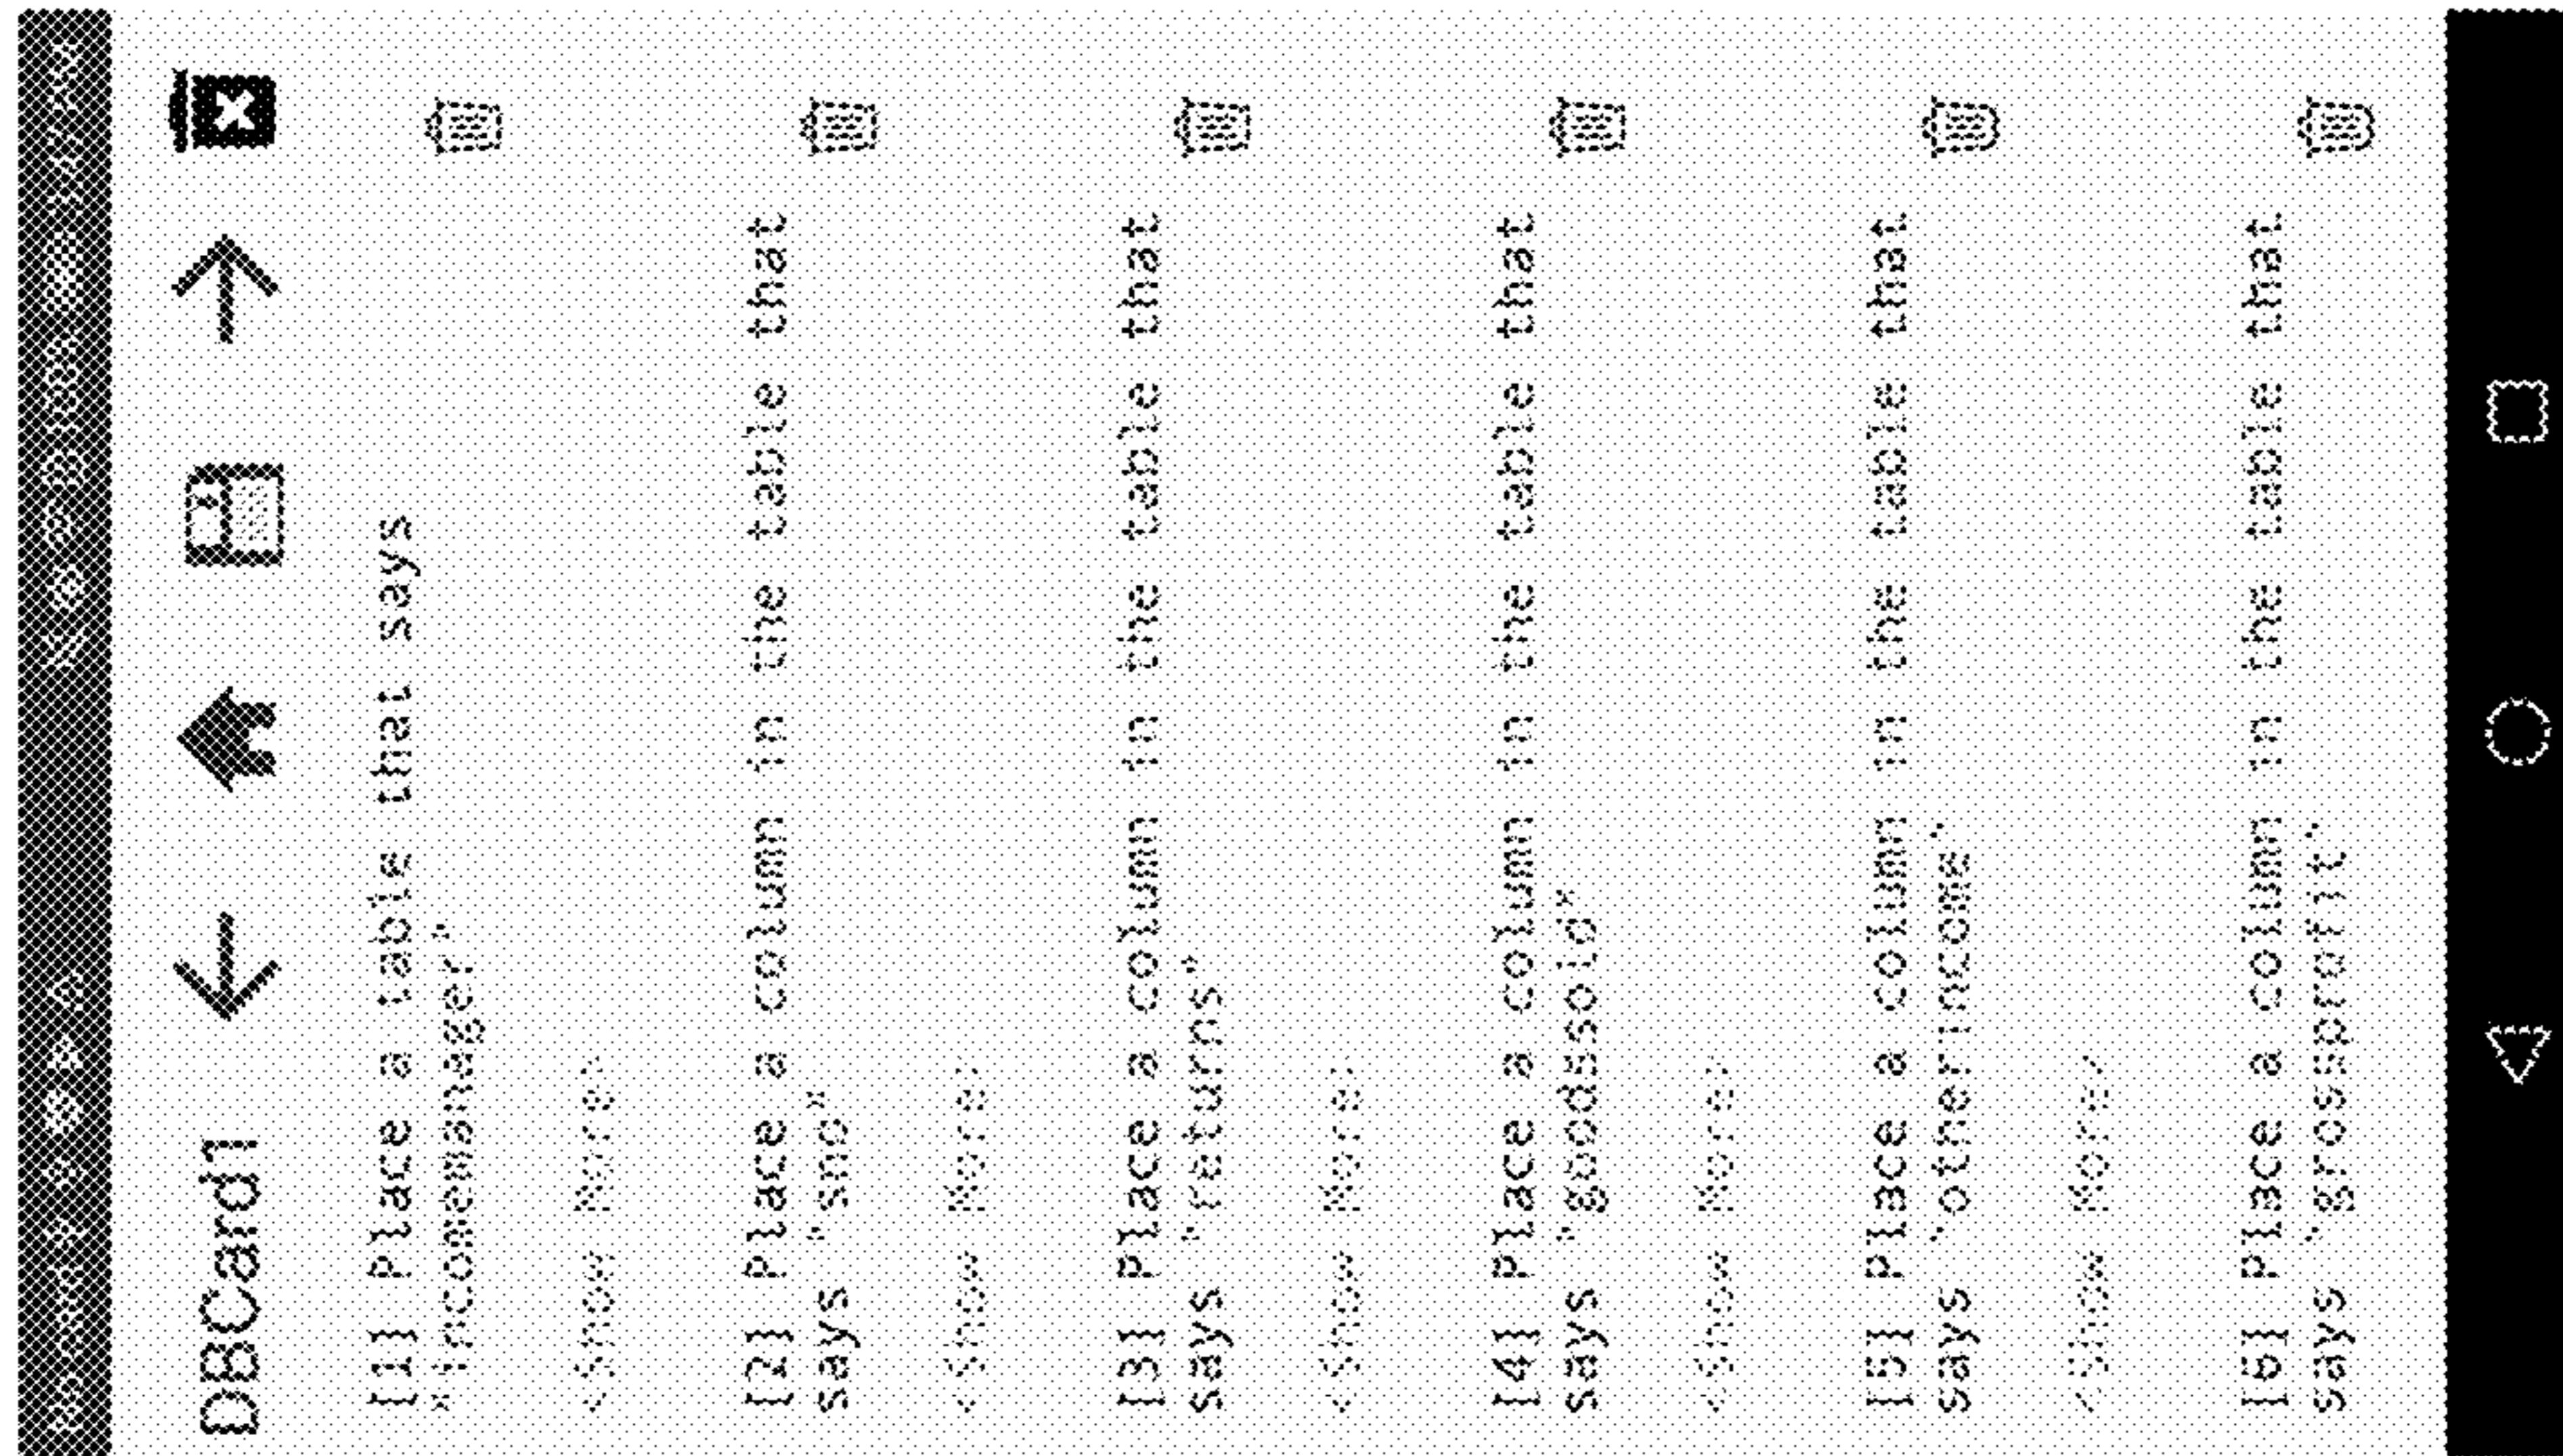 DBCard1
[1] Place a table that says
"incomemanager"
<Show More>
[2] Place a column in the table that
says "sno"
<Show More>
[3] Place a column in the table that
says "returns"
<Show More>
[4] Place a column in the table that
says "goodssold"
<Show More>
[5] Place a column in the table that
says "otherincome"
<Show More>
[6] Place a column in the table that
says "grossprofit"